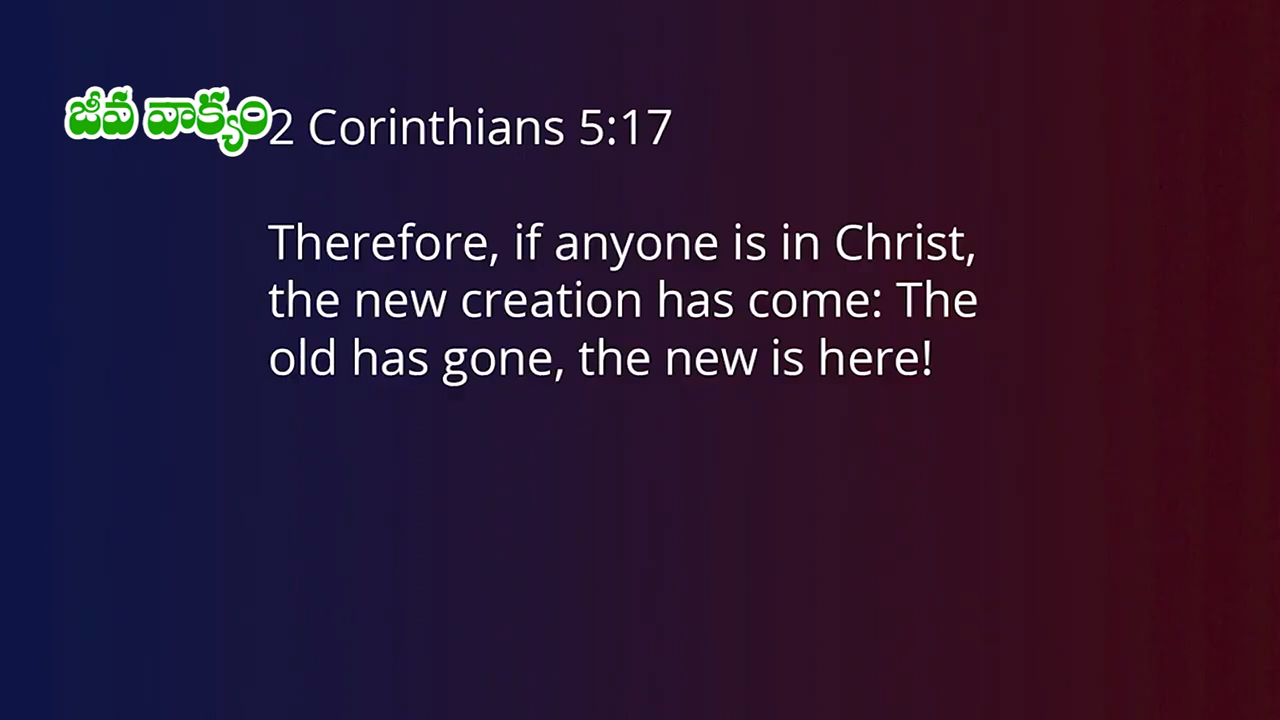 జీవ వాక్యం
2 Corinthians 5:17
Therefore, if anyone is in Christ,
the new creation has come: The
old has gone, the new is here!